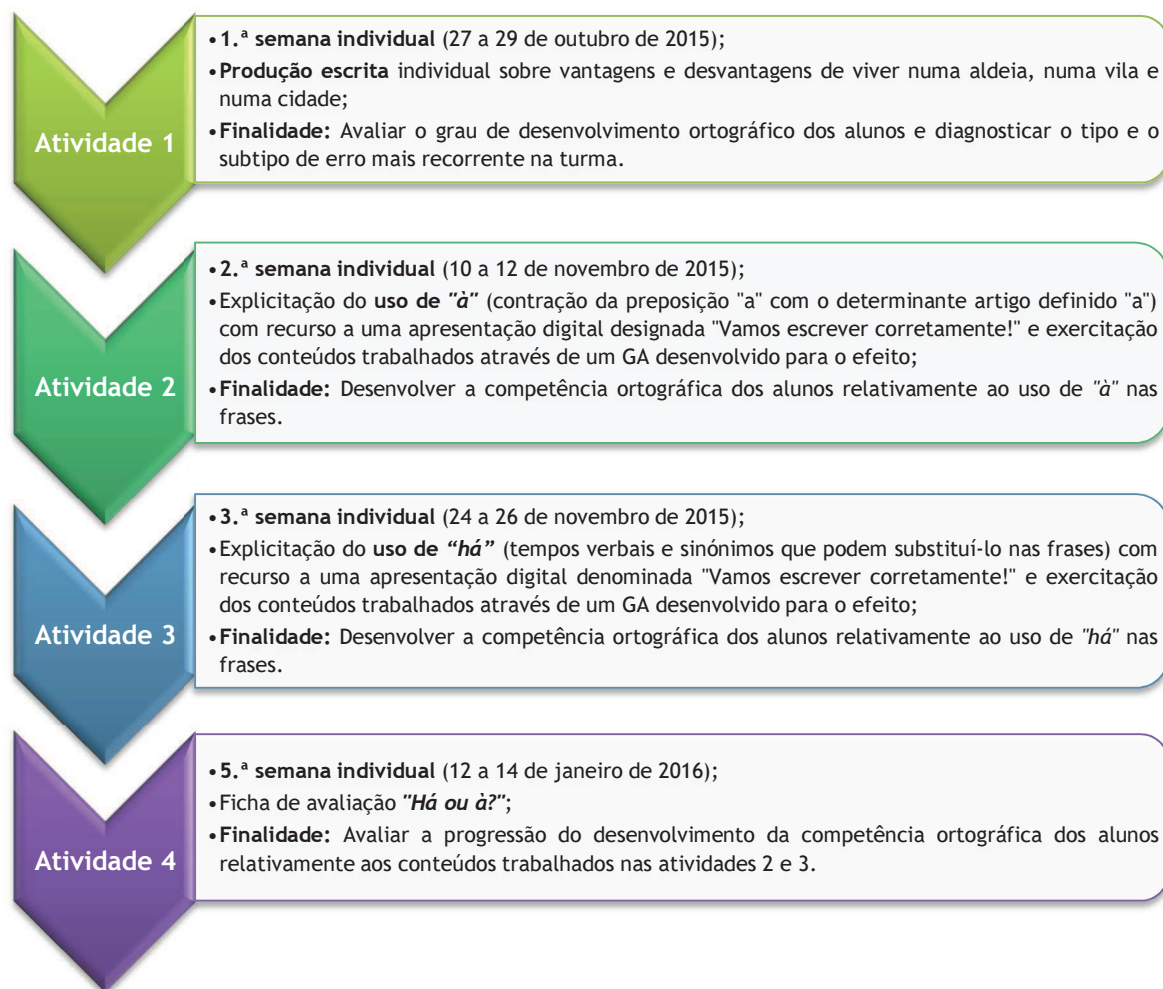 Atividade 1
•1.ª semana individual (27 a 29 de outubro de 2015);
•Produção escrita individual sobre vantagens e desvantagens de viver numa aldeia, numa vila e
numa cidade;
•Finalidade: Avaliar o grau de desenvolvimento ortográfico dos alunos e diagnosticar o tipo e o
subtipo de erro mais recorrente na turma.
Atividade 2
•2.ª semana individual (10 a 12 de novembro de 2015);
•Explicitação do uso de "à" (contração da preposição "a" com o determinante artigo definido "a")
com recurso a uma apresentação digital designada "Vamos escrever corretamente!" e exercitação
dos conteúdos trabalhados através de um GA desenvolvido para o efeito;
•Finalidade: Desenvolver a competência ortográfica dos alunos relativamente ao uso de "à" nas
frases.
Atividade 3
•3.ª semana individual (24 a 26 de novembro de 2015);
•Explicitação do uso de “há” (tempos verbais e sinónimos que podem substituí-lo nas frases) com
recurso a uma apresentação digital denominada "Vamos escrever corretamente!" e exercitação
dos conteúdos trabalhados através de um GA desenvolvido para o efeito;
•Finalidade: Desenvolver a competência ortográfica dos alunos relativamente ao uso de "há" nas
frases.
Atividade 4
•5.ª semana individual (12 a 14 de janeiro de 2016);
•Ficha de avaliação "Há ou à?";
•Finalidade: Avaliar a progressão do desenvolvimento da competência ortográfica dos alunos
relativamente aos conteúdos trabalhados nas atividades 2 e 3.